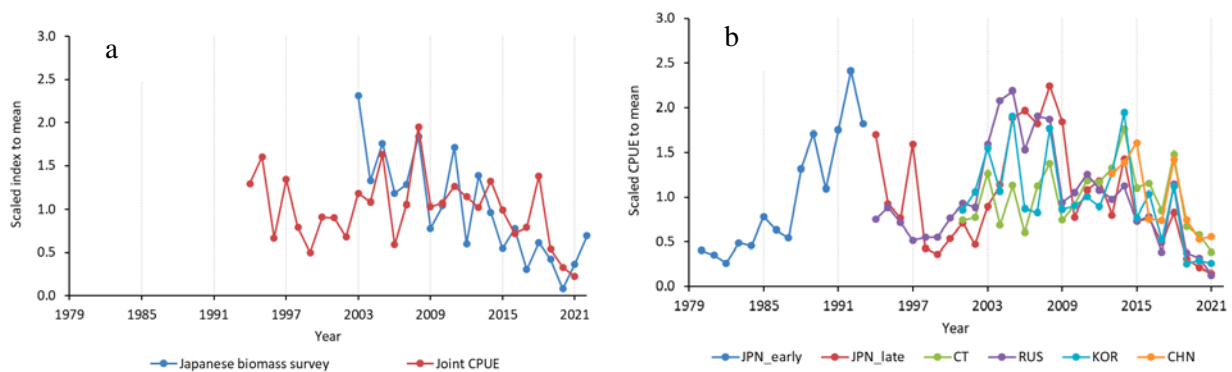 a
3.0
2.5
2.0
1.5
1.0
0.5
0.0
Scaled index to mean
1979 1985 1991 1997 2003 2009 2015 2021
Year
Japanese biomass survey Joint CPUE
b
3.0
2.5
2.0
1.5
1.0
0.5
0.0
Scaled CPUE to mean
1979 1985 1991 1997 2003 2009 2015 2021
Year
JPN_early JPN_late CT RUS KOR CHN